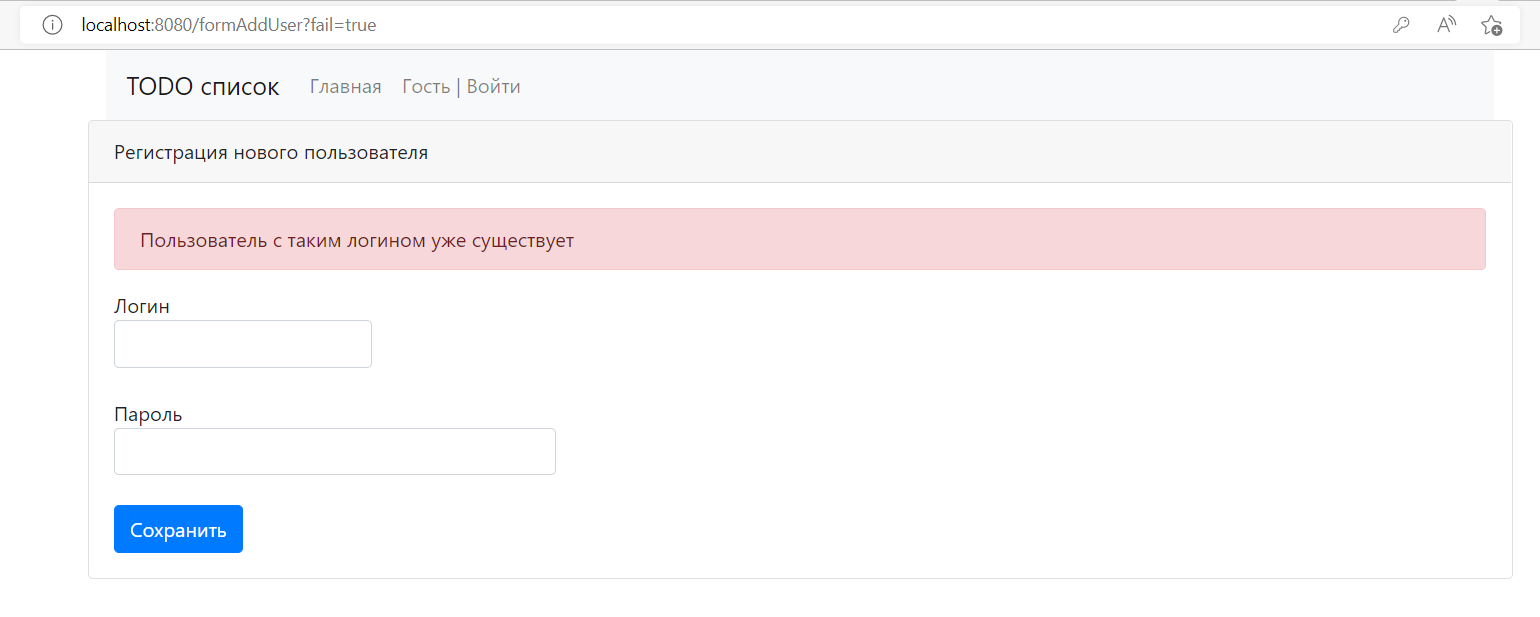 localhost:8080/formAddUser?fail=true
TODO список Главная Гость | Войти
Регистрация нового пользователя
Пользователь с таким логином уже существует
Логин
Пароль
Сохранить